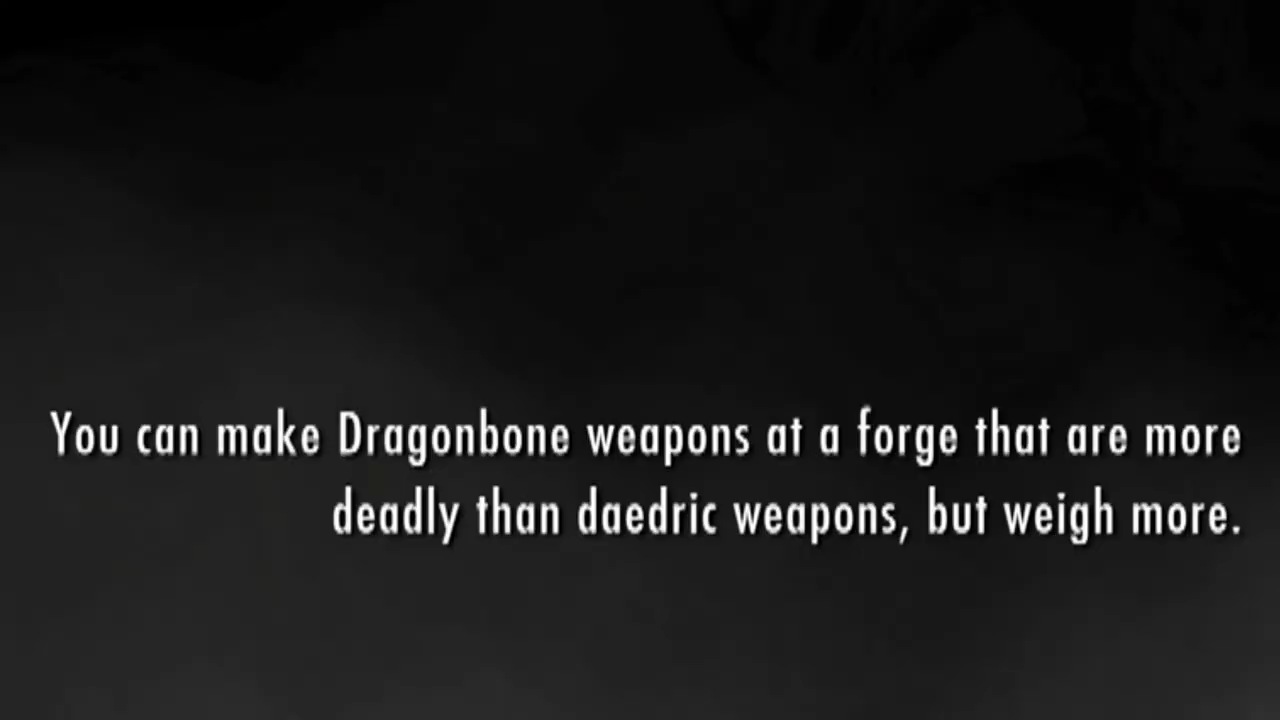 You can make Dragonbone weapons at a forge that are more
deadly than daedric weapons, but weigh more.